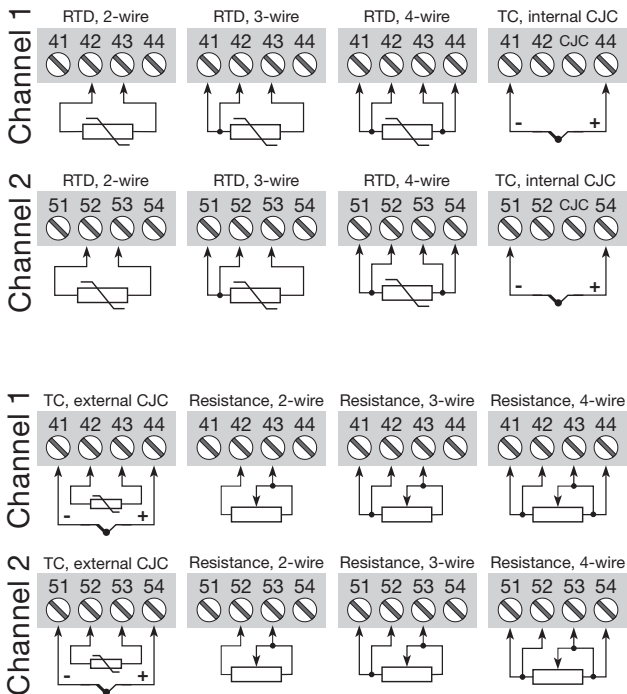 Channel 1
RTD, 2-wire RTD, 3-wire RTD, 4-wire TC, internal CJC
41 42 43 44 41 42 43 44 41 42 43 44 41 42 CJC 44
- +
Channel 2
RTD, 2-wire RTD, 3-wire RTD, 4-wire TC, internal CJC
51 52 53 54 51 52 53 54 51 52 53 54 51 52 CJC 54
- +
Channel 1
TC, external CJC Resistance, 2-wire Resistance, 3-wire Resistance, 4-wire
41 42 43 44 41 42 43 44 41 42 43 44 41 42 43 44
- +
Channel 2
TC, external CJC Resistance, 2-wire Resistance, 3-wire Resistance, 4-wire
51 52 53 54 51 52 53 54 51 52 53 54 51 52 53 54
- +